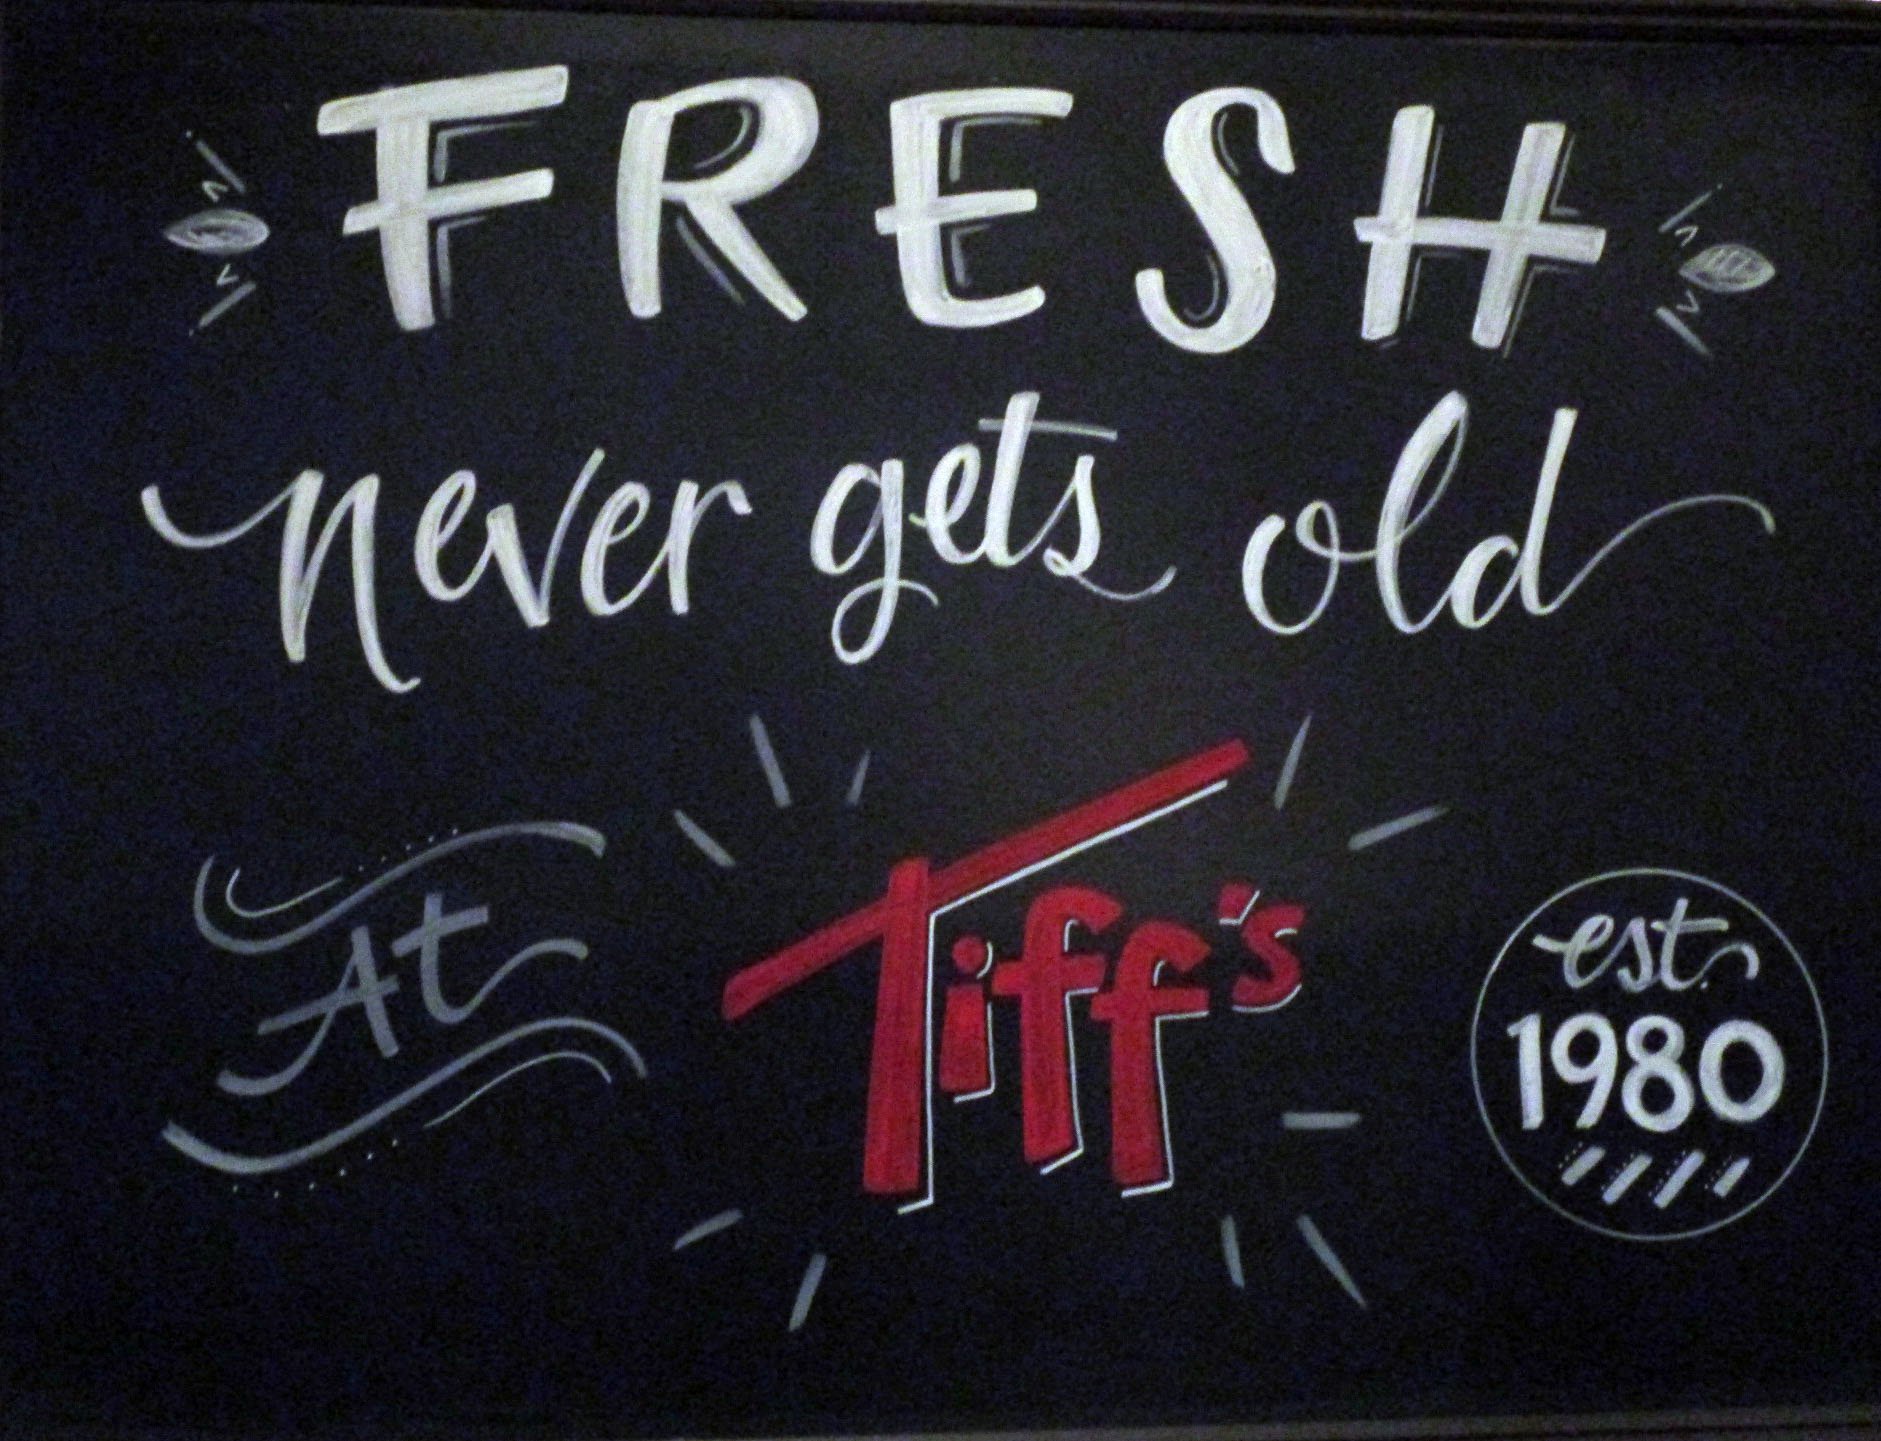 FRESH
never gets old
At Tiff's
est.
1980